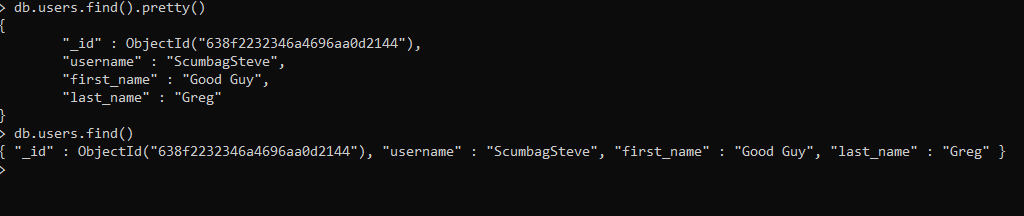 > db.users.find().pretty()
{
        "_id" : ObjectId("638f2232346a4696aa0d2144"),
        "username" : "ScumbagSteve",
        "first_name" : "Good Guy",
        "last_name" : "Greg"
}
> db.users.find()
{ "_id" : ObjectId("638f2232346a4696aa0d2144"), "username" : "ScumbagSteve", "first_name" : "Good Guy", "last_name" : "Greg" }
>